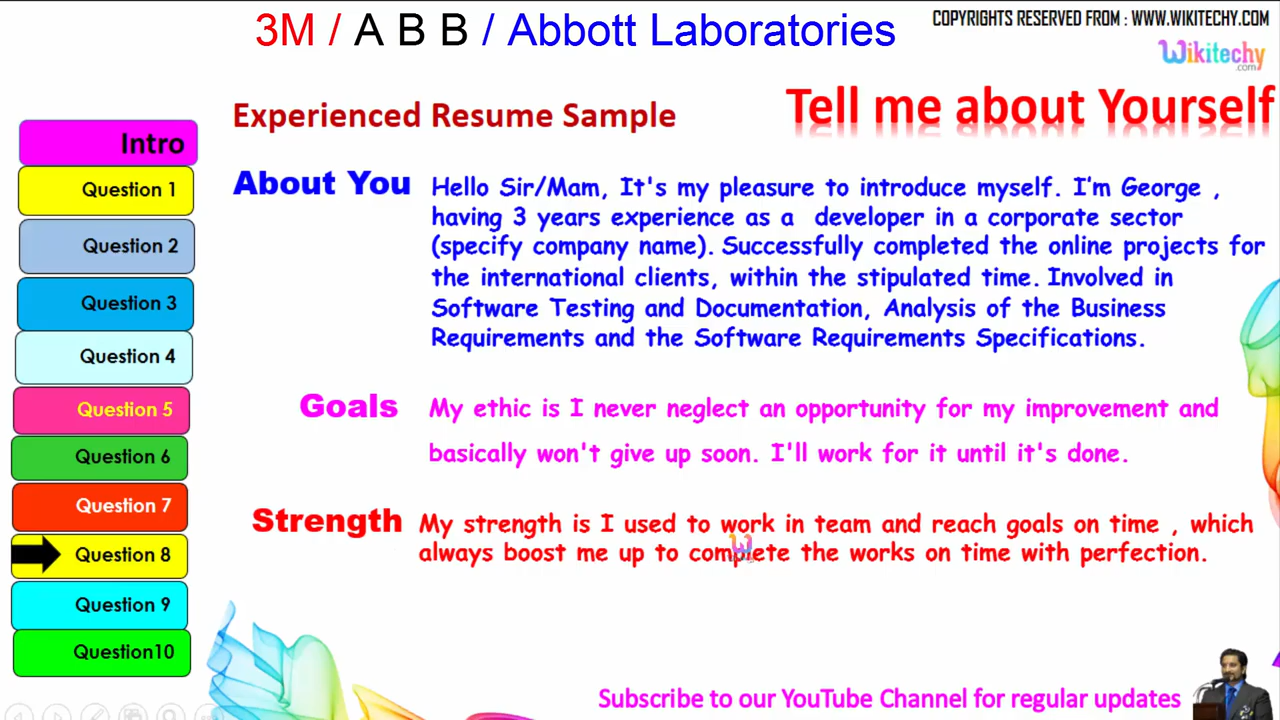 3M / A B B / Abbott Laboratories
COPYRIGHTS RESERVED FROM : WWW.WIKITECHY.COM
Wikitechy
.com
Experienced Resume Sample
Tell me about Yourself
Intro
Question 1
Question 2
Question 3
Question 4
Question 5
Question 6
Question 7
Question 8
Question 9
Question10
About You
Hello Sir/Mam, It's my pleasure to introduce myself. I’m George ,
having 3 years experience as a developer in a corporate sector
(specify company name). Successfully completed the online projects for
the international clients, within the stipulated time. Involved in
Software Testing and Documentation, Analysis of the Business
Requirements and the Software Requirements Specifications.
Goals
My ethic is I never neglect an opportunity for my improvement and
basically won't give up soon. I'll work for it until it's done.
Strength
My strength is I used to work in team and reach goals on time , which
always boost me up to complete the works on time with perfection.
Subscribe to our YouTube Channel for regular updates